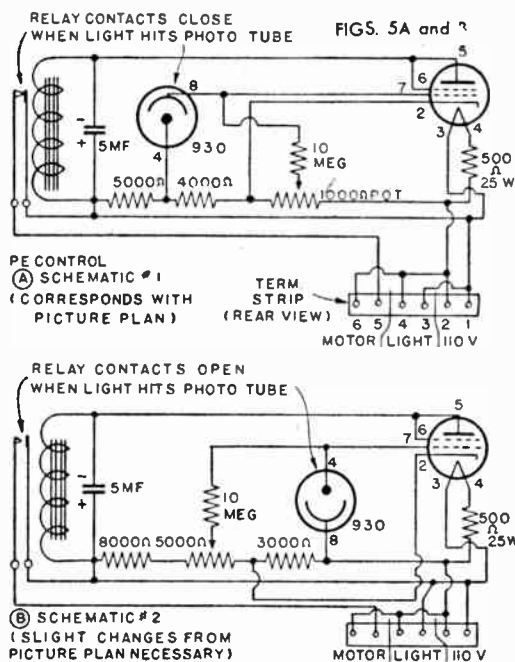 RELAY CONTACTS CLOSE
WHEN LIGHT HITS PHOTO TUBE
FIGS. 5A and
5
8
6
7
2
3 4
- 
+
5MF
4
930
10
MEG
500
Ω
25 W
5000Ω 4000Ω
POT
PE CONTROL
(A) SCHEMATIC #1
(CORRESPONDS WITH
PICTURE PLAN)
TERM
STRIP
(REAR VIEW)
6 5 4 3 2 1
MOTOR LIGHT 110 V
RELAY CONTACTS OPEN
WHEN LIGHT HITS PHOTO TUBE
5
6
7
2
3 4
4
-
+
5MF
10
MEG
930
8
500
Ω
25W
8000Ω 5000Ω 3000Ω
(B) SCHEMATIC #2
(SLIGHT CHANGES FROM
PICTURE PLAN NECESSARY)
MOTOR LIGHT 110 V